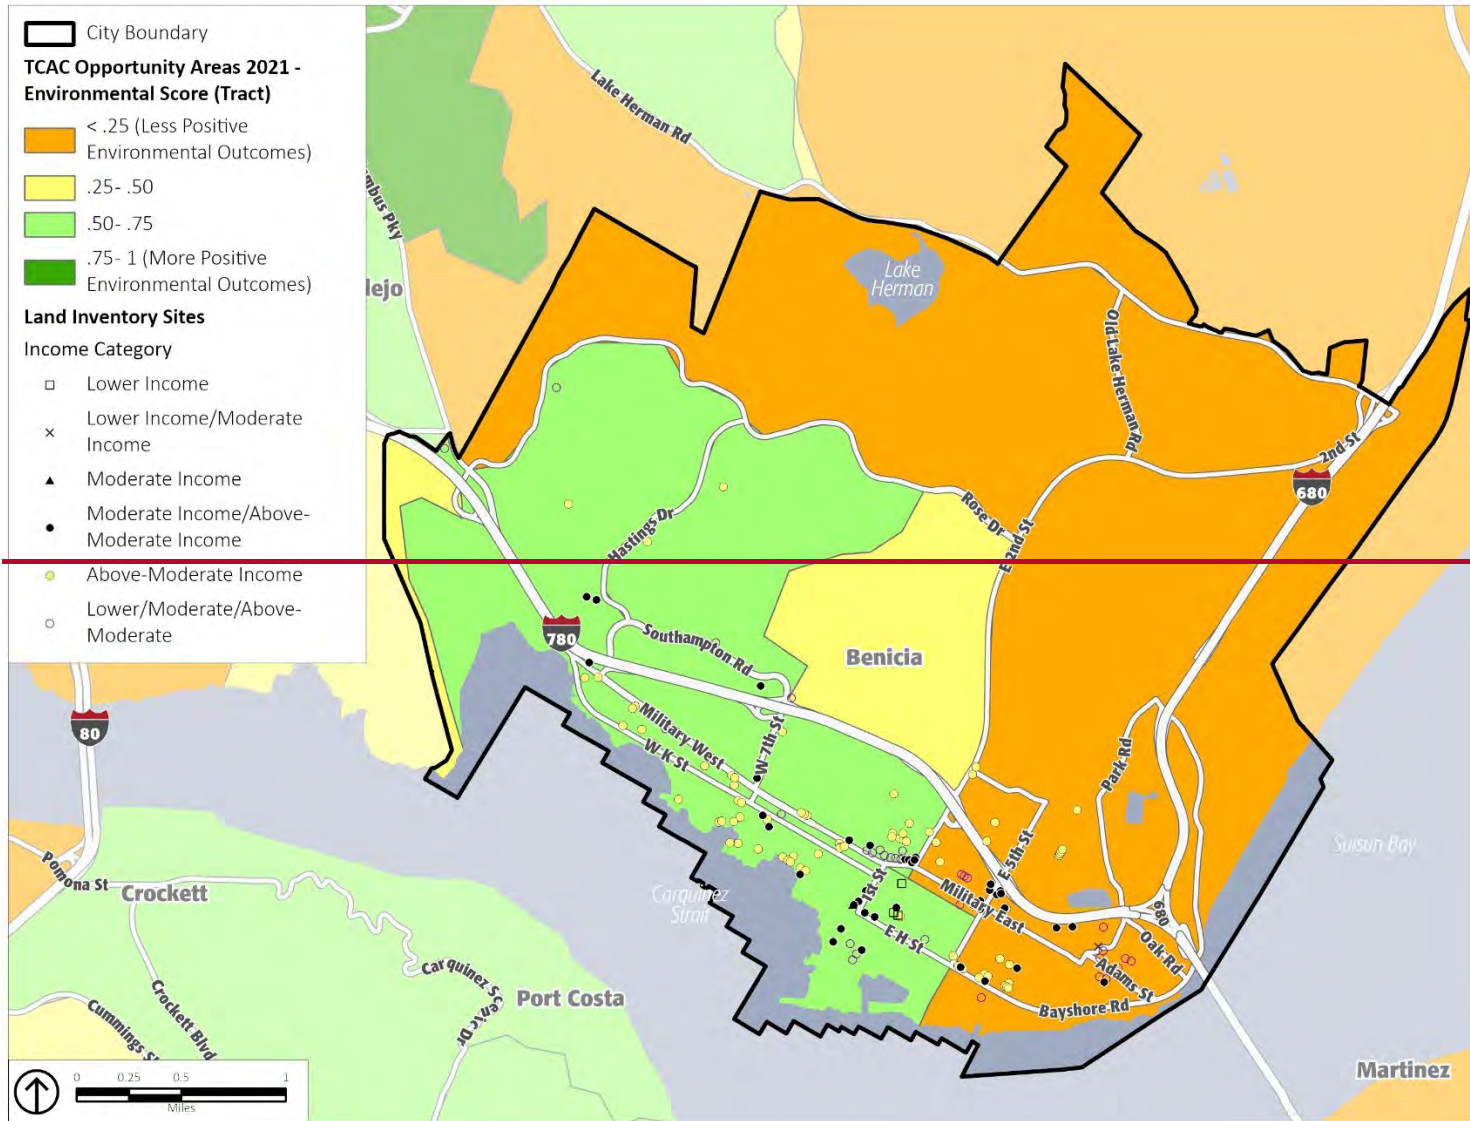 City Boundary
TCAC Opportunity Areas 2021 -
Environmental Score (Tract)
< .25 (Less Positive
Environmental Outcomes)
.25- .50
.50- .75
.75- 1 (More Positive
Environmental Outcomes)
Land Inventory Sites
Income Category
Lower Income
Lower Income/Moderate
Income
Moderate Income
Moderate Income/Above-
Moderate Income
Above-Moderate Income
Lower/Moderate/Above-
Moderate
Lake Herman Rd
mbus Pky
lejo
Lake
Herman
Old Lake Herman Rd
2nd St
680
Rose Dr
E 2nd St
Hastings Dr
780
Southampton Rd
Benicia
80
Military West
W K St
W 7th St
Park Rd
E 5th St
Suisun Bay
Pomona St
Crockett
Carquinez
Strait
1st St
Military East
680
Oak Rd
E H St
Adams St
Bayshore Rd
Carquinez Scenic Dr
Port Costa
Crockett Blvd
Cummings
Martinez
0
0.25
0.5
1
Miles